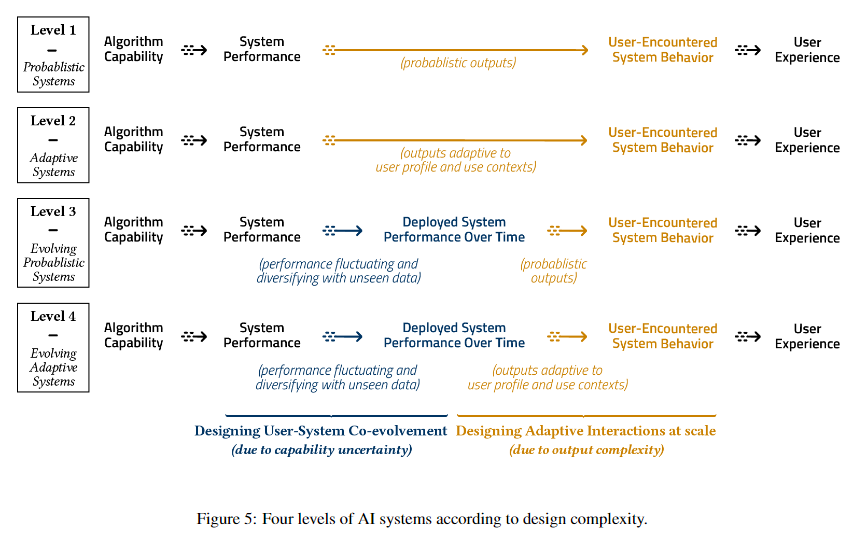 Level 1
–
Probablistic
Systems
Algorithm
Capability
System
Performance
(probablistic outputs)
User-Encountered
System Behavior
User
Experience
Level 2
–
Adaptive
Systems
Algorithm
Capability
System
Performance
(outputs adaptive to
user profile and use contexts)
User-Encountered
System Behavior
User
Experience
Level 3
–
Evolving
Probablistic
Systems
Algorithm
Capability
System
Performance
(performance fluctuating and
diversifying with unseen data)
Deployed System
Performance Over Time
(probablistic
outputs)
User-Encountered
System Behavior
User
Experience
Level 4
–
Evolving
Adaptive
Systems
Algorithm
Capability
System
Performance
(performance fluctuating and
diversifying with unseen data)
Deployed System
Performance Over Time
(outputs adaptive to
user profile and use contexts)
User-Encountered
System Behavior
User
Experience
Designing User-System Co-evolvement
(due to capability uncertainty)
Designing Adaptive Interactions at scale
(due to output complexity)
Figure 5: Four levels of AI systems according to design complexity.